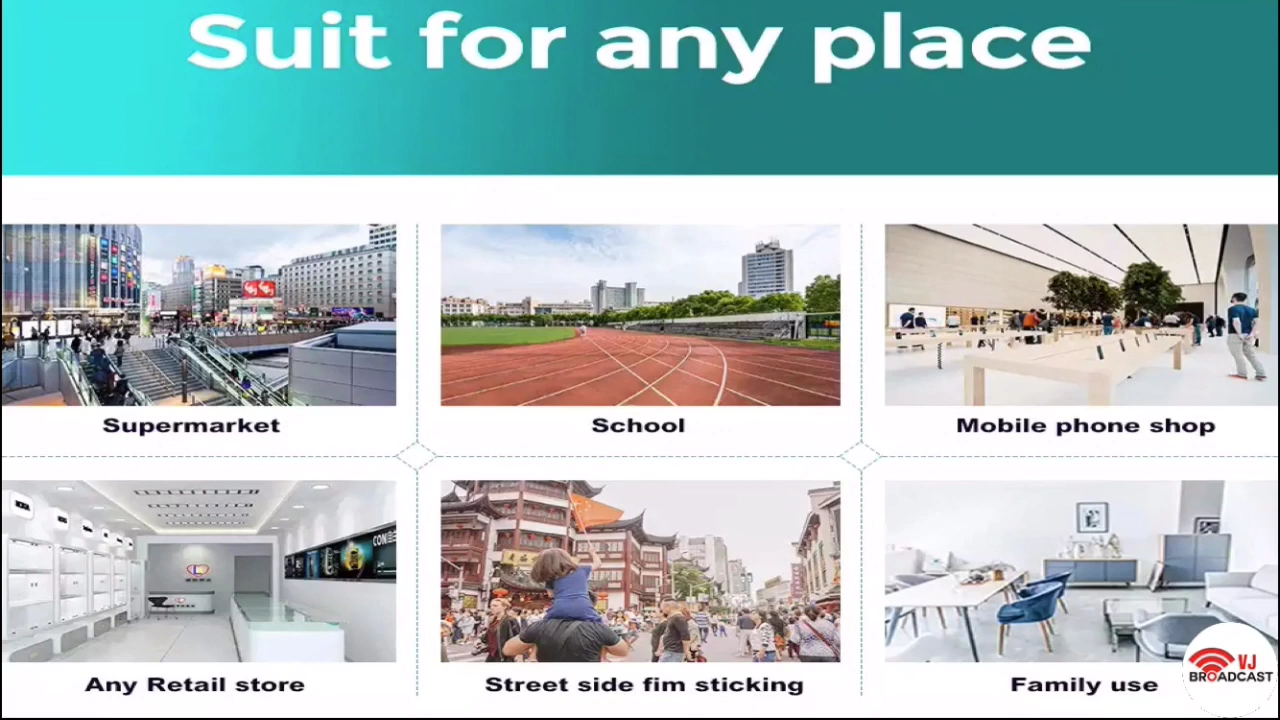 Suit for any place
Supermarket
School
Mobile phone shop
CON
Any Retail store
Street side fim sticking
Family use
VJ
BROADCAST